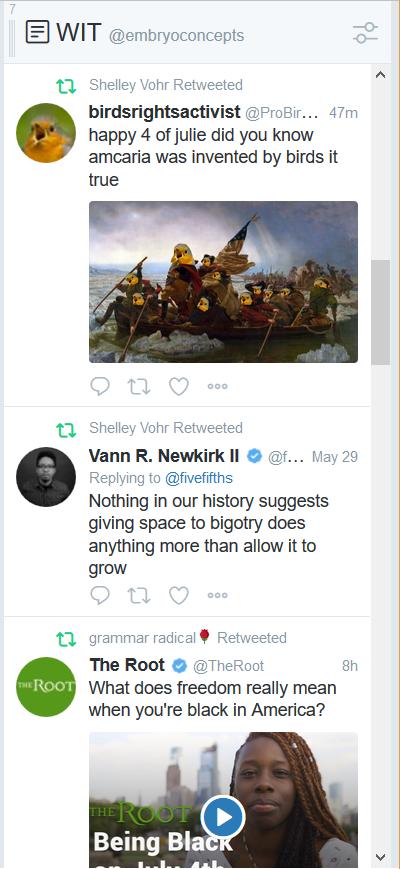 7
WIT @embryoconcepts
Shelley Vohr Retweeted
birdsrightsactivist @ProBir... 47m
happy 4 of julie did you know
amcaria was invented by birds it
true
Shelley Vohr Retweeted
Vann R. Newkirk II @f... May 29
Replying to @fivefifths
Nothing in our history suggests
giving space to bigotry does
anything more than allow it to
grow
grammar radical🌹 Retweeted
The Root @TheRoot 8h
THE ROOT
What does freedom really mean
when you're black in America?
THE ROOT
Being Black
on July 4th